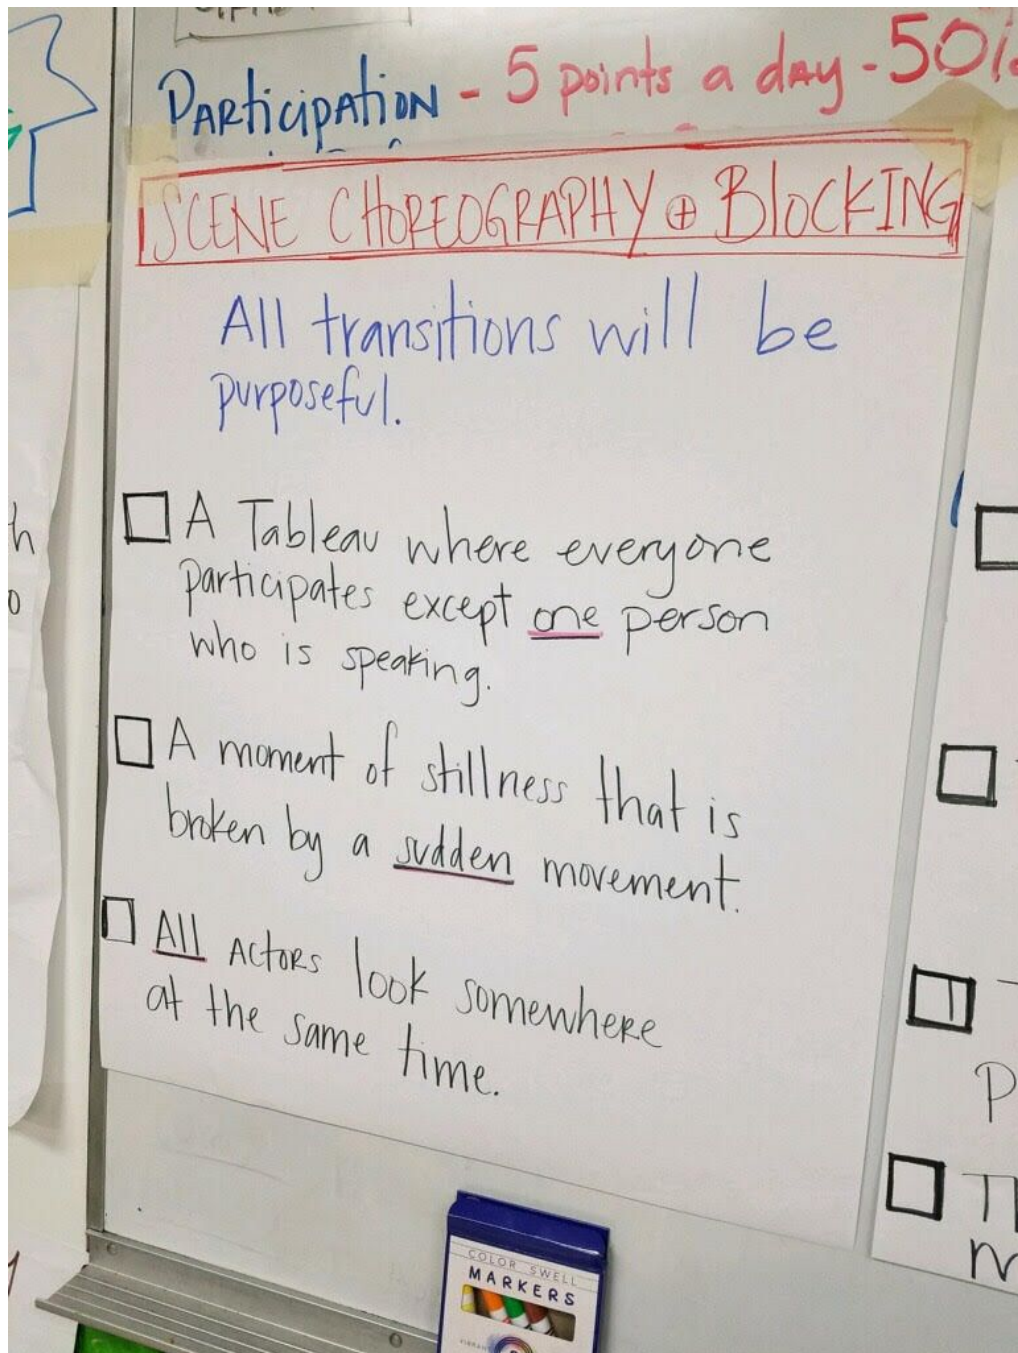 Participation - 5 points a day - 50%
SCENE CHOREOGRAPHY ⊕ BlOCKING
All transitions will be
purposeful.
A Tableau where everyone
participates except one person
who is speaking.
A moment of stillness that is
broken by a sudden movement.
All ACTORS look somewhere
at the same time.
COLOR SWELL
MARKERS